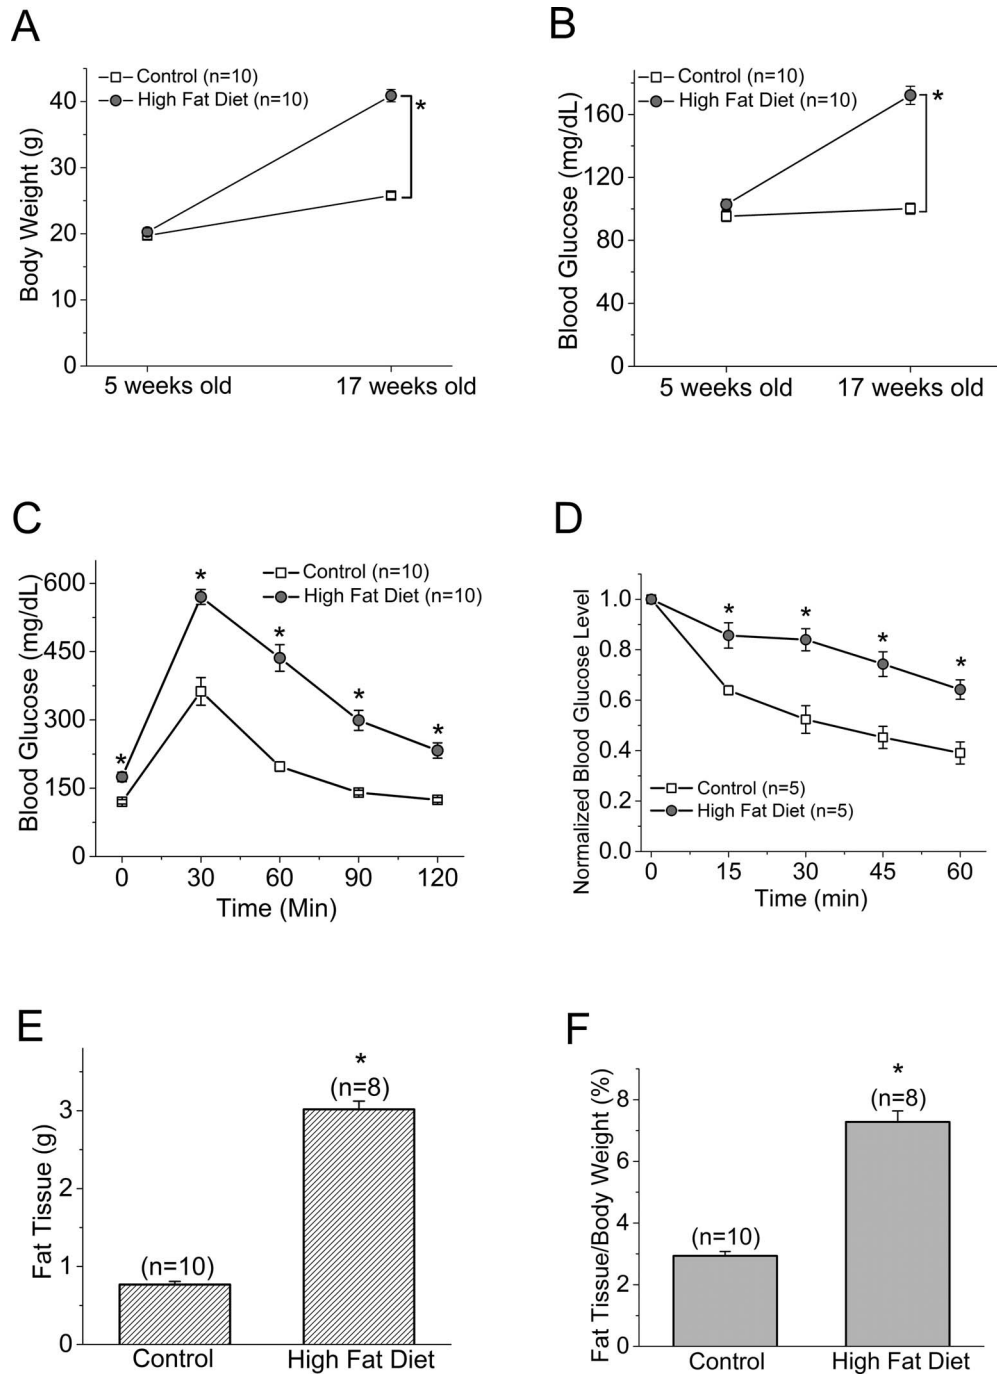 A
Control (n=10)
High Fat Diet (n=10)
*
Body Weight (g)
40
30
20
10
0
5 weeks old
17 weeks old
B
Control (n=10)
High Fat Diet (n=10)
*
Blood Glucose (mg/dL)
160
120
80
40
0
5 weeks old
17 weeks old
C
Control (n=10)
High Fat Diet (n=10)
* * * * *
Blood Glucose (mg/dL)
600
450
300
150
0
0 30 60 90 120
Time (Min)
D
* * * *
Normalized Blood Glucose Level
1.0
0.8
0.6
0.4
0.2
0.0
Control (n=5)
High Fat Diet (n=5)
0 15 30 45 60
Time (min)
E
*
(n=8)
(n=10)
Fat Tissue (g)
3
2
1
0
Control
High Fat Diet
F
*
(n=8)
(n=10)
Fat Tissue/Body Weight (%)
8
6
4
2
0
Control
High Fat Diet